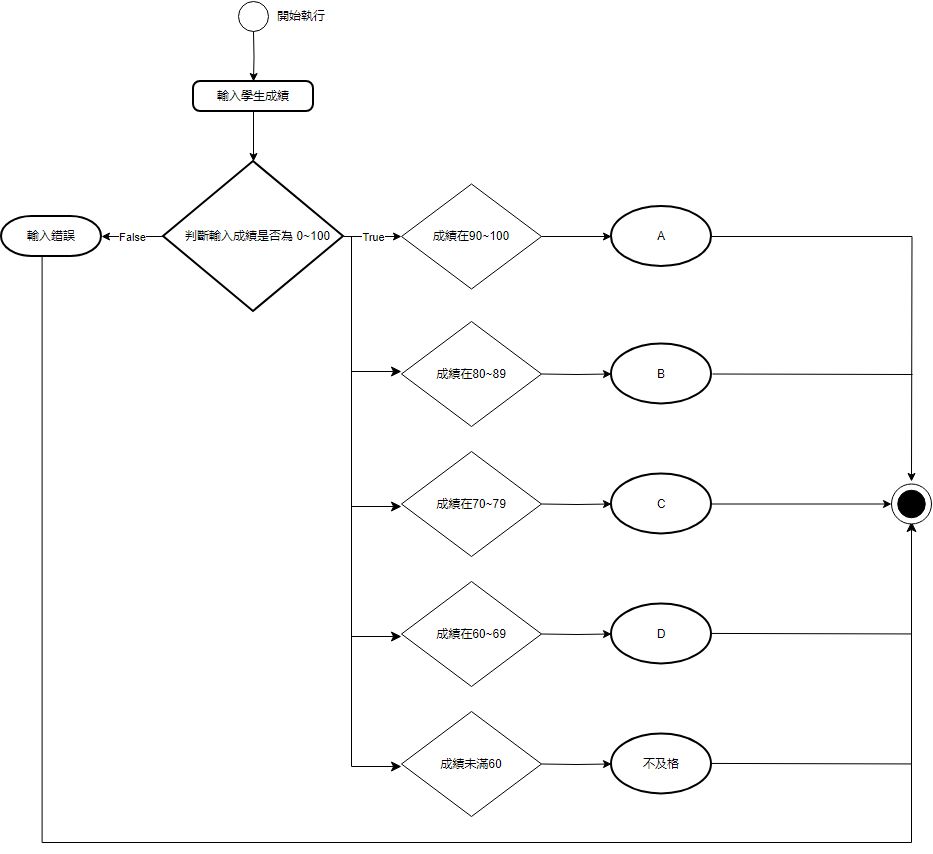 開始執行
輸入學生成績
輸入錯誤
False
判斷輸入成績是否為 0~100
True
成績在90~100
A
成績在80~89
B
成績在70~79
C
成績在60~69
D
成績未滿60
不及格